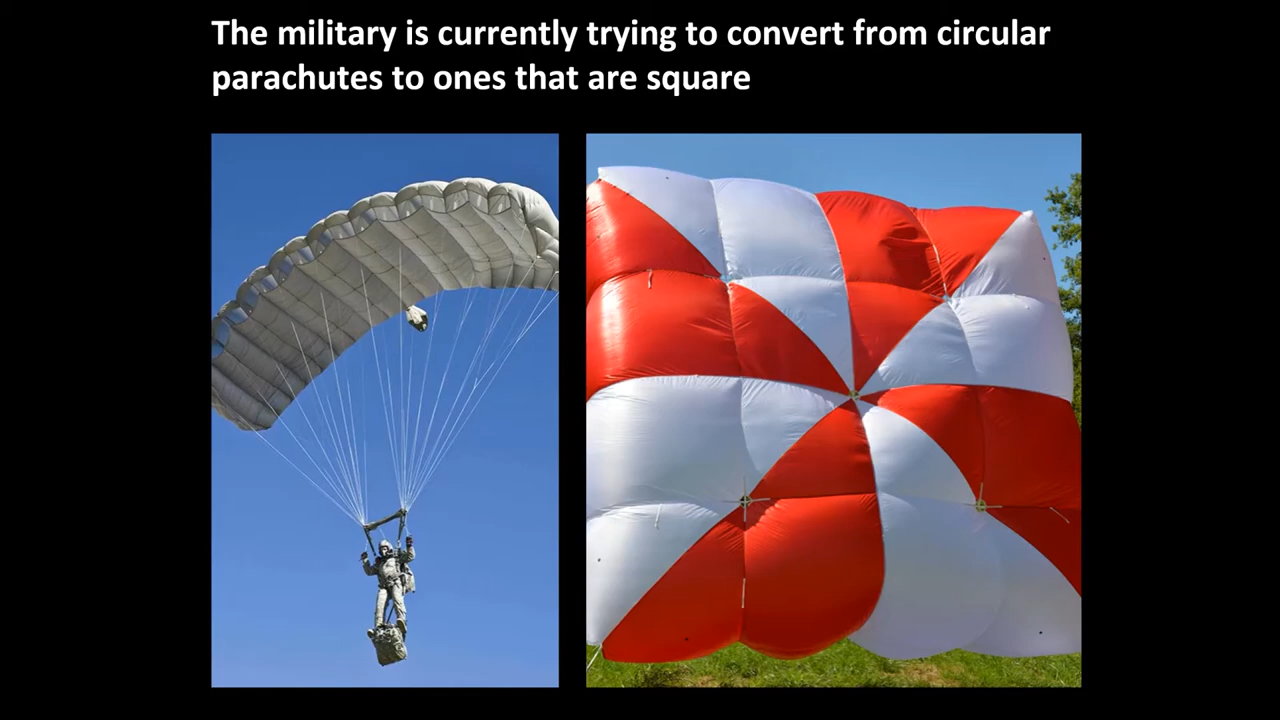 The military is currently trying to convert from circular
parachutes to ones that are square